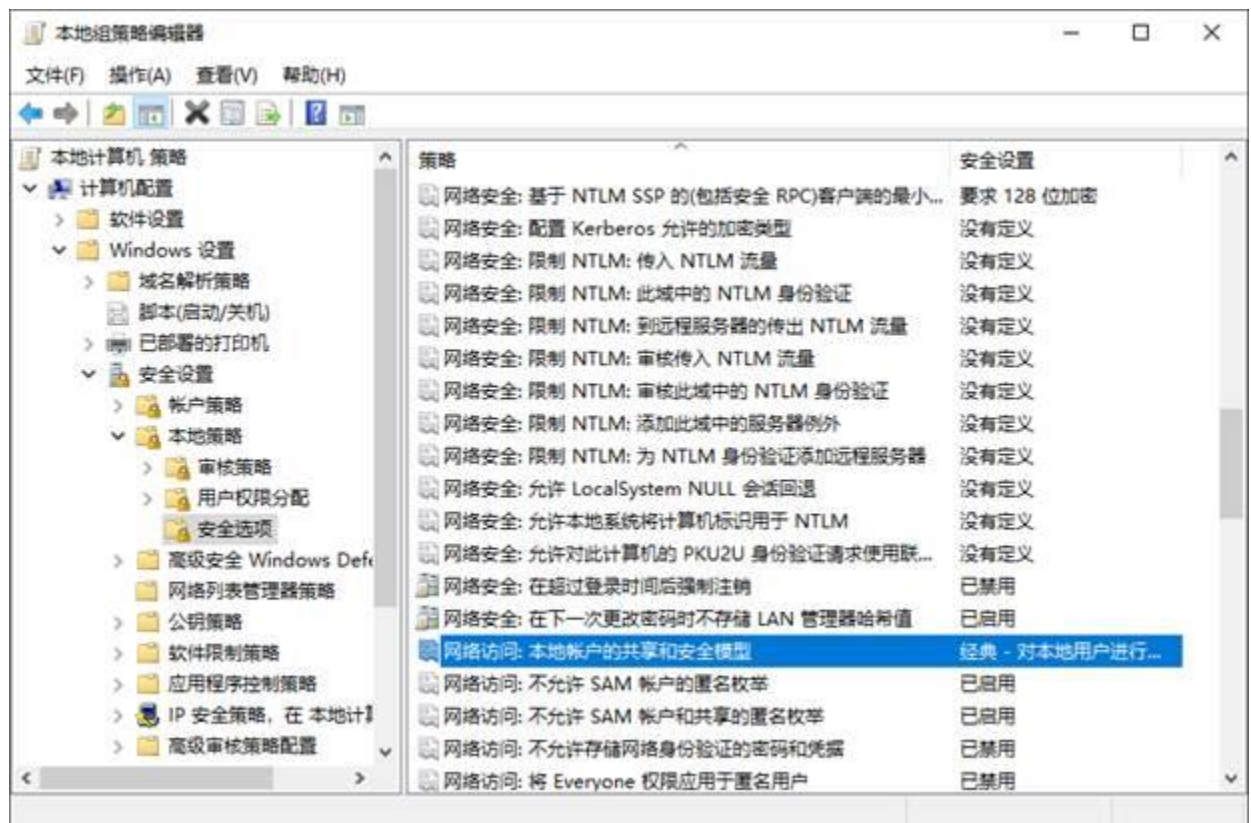 本地组策略编辑器
文件(F) 操作(A) 查看(V) 帮助(H)
本地计算机 策略
计算机配置
软件设置
Windows 设置
域名解析策略
脚本(启动/关机)
已部署的打印机
安全设置
帐户策略
本地策略
审核策略
用户权限分配
安全选项
高级安全 Windows Defe
网络列表管理器策略
公钥策略
软件限制策略
应用程序控制策略
IP 安全策略，在 本地计
高级审核策略配置
策略 安全设置
网络安全: 基于 NTLM SSP 的(包括安全 RPC)客户端的最小... 要求 128 位加密
网络安全: 配置 Kerberos 允许的加密类型 没有定义
网络安全: 限制 NTLM: 传入 NTLM 流量 没有定义
网络安全: 限制 NTLM: 此域中的 NTLM 身份验证 没有定义
网络安全: 限制 NTLM: 到远程服务器的传出 NTLM 流量 没有定义
网络安全: 限制 NTLM: 审核传入 NTLM 流量 没有定义
网络安全: 限制 NTLM: 审核此域中的 NTLM 身份验证 没有定义
网络安全: 限制 NTLM: 添加此域中的服务器例外 没有定义
网络安全: 限制 NTLM: 为 NTLM 身份验证添加远程服务器 没有定义
网络安全: 允许 LocalSystem NULL 会话回退 没有定义
网络安全: 允许本地系统将计算机标识用于 NTLM 没有定义
网络安全: 允许对此计算机的 PKU2U 身份验证请求使用联... 没有定义
网络安全: 在超过登录时间后强制注销 已禁用
网络安全: 在下一次更改密码时不存储 LAN 管理器哈希值 已启用
网络访问: 本地帐户的共享和安全模型 经典 - 对本地用户进行...
网络访问: 不允许 SAM 帐户的匿名枚举 已启用
网络访问: 不允许 SAM 帐户和共享的匿名枚举 已启用
网络访问: 不允许存储网络身份验证的密码和凭据 已禁用
网络访问: 将 Everyone 权限应用于匿名用户 已禁用